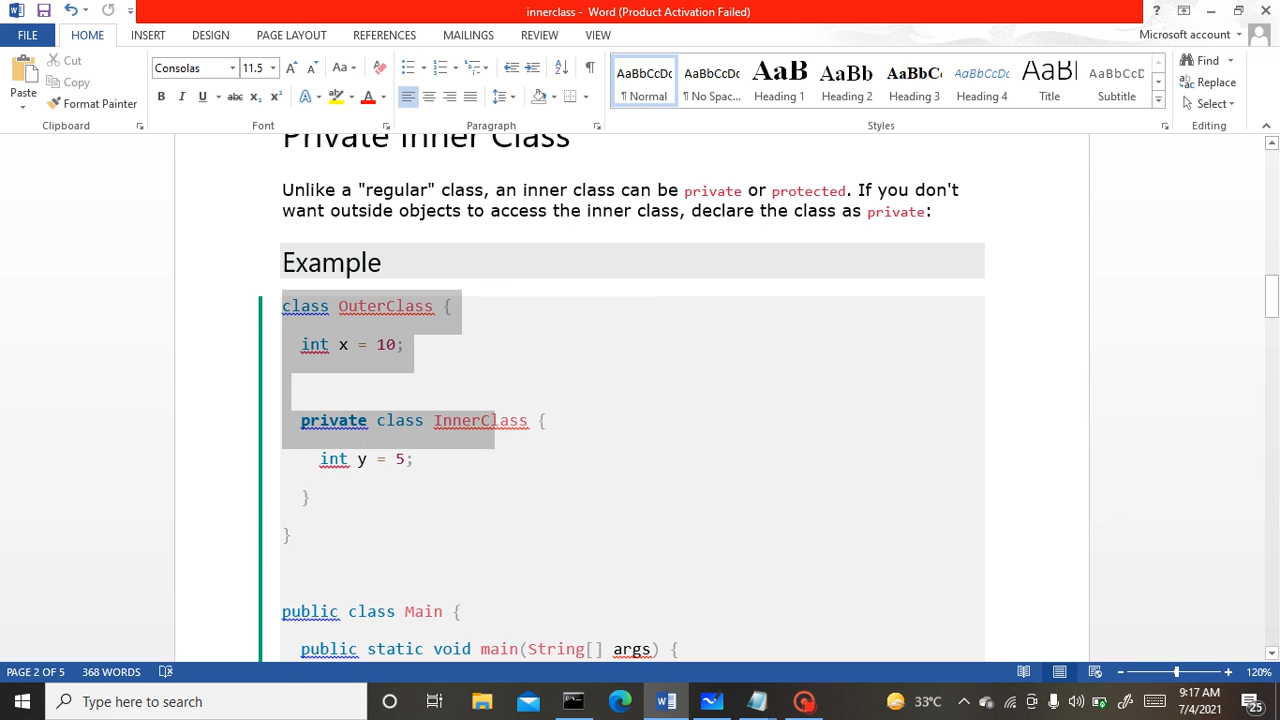 innerclass - Word (Product Activation Failed)
FILE HOME INSERT DESIGN PAGE LAYOUT REFERENCES MAILINGS REVIEW VIEW Microsoft account
Cut
Copy
Format Painter
Paste
Consolas 11.5
AaBbCcDc AaBbCcDc AaB AaBb AaBbC AaBbCcDc AaBl AaBbCcD
¶ Normal ¶ No Spac... Heading 1 Heading 2 Heading 3 Heading 4 Title Subtitle
Find
Replace
Select
Clipboard Font Paragraph Styles Editing
Private Inner Class
Unlike a "regular" class, an inner class can be private or protected. If you don't
want outside objects to access the inner class, declare the class as private:
Example
class OuterClass {
int x = 10;
private class InnerClass {
int y = 5;
}
}
public class Main {
public static void main(String[] args) {
PAGE 2 OF 5 368 WORDS 120%
Type here to search
33°C
9:17 AM
7/4/2021
25